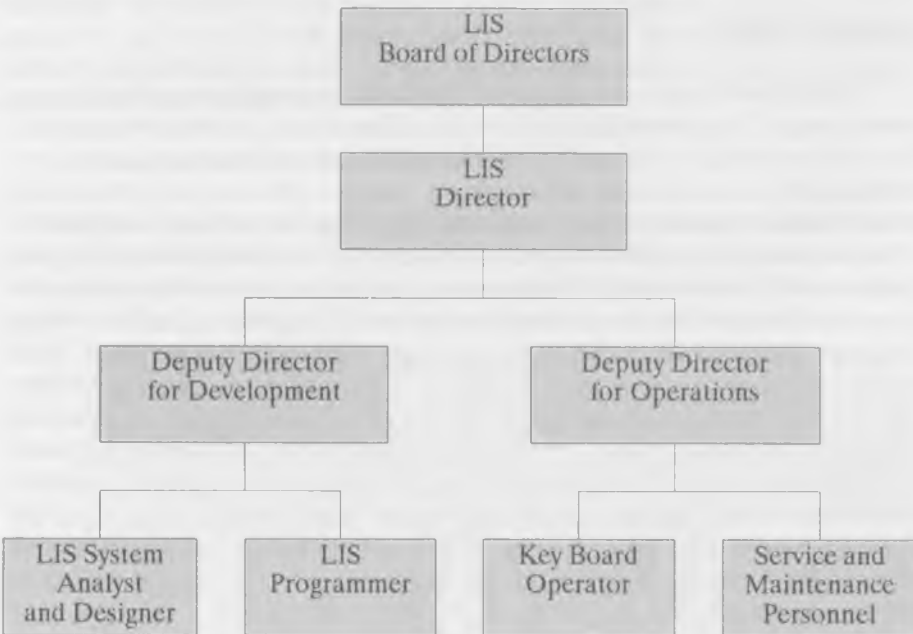 LIS
Board of Directors
LIS
Director
Deputy Director
for Development
Deputy Director
for Operations
LIS System
Analyst
and Designer
LIS
Programmer
Key Board
Operator
Service and
Maintenance
Personnel